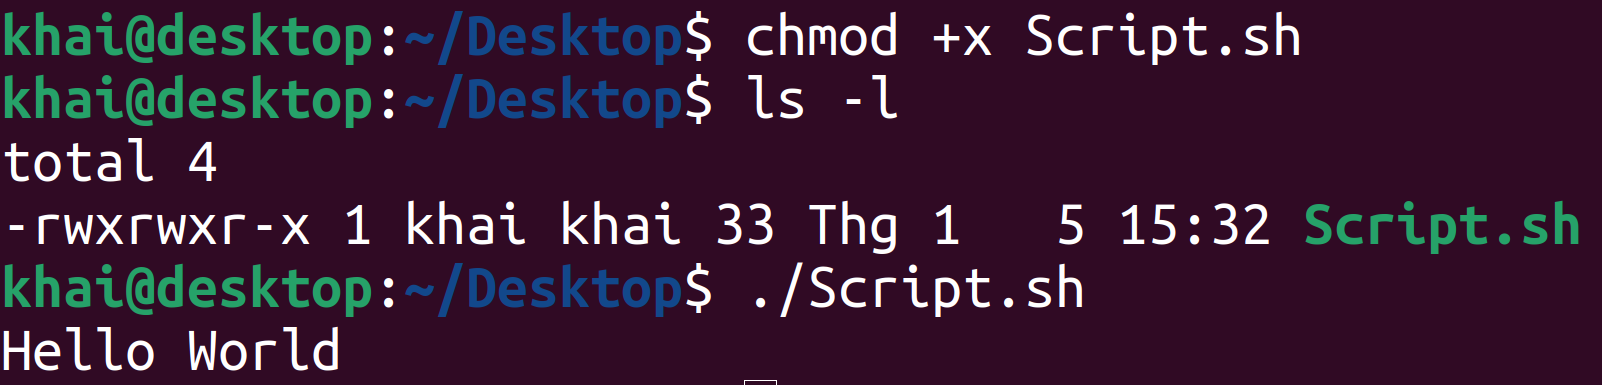 khai@desktop:~/Desktop$ chmod +x Script.sh
khai@desktop:~/Desktop$ ls -l
total 4
-rwxrwxr-x 1 khai khai 33 Thg 1   5 15:32 Script.sh
khai@desktop:~/Desktop$ ./Script.sh
Hello World